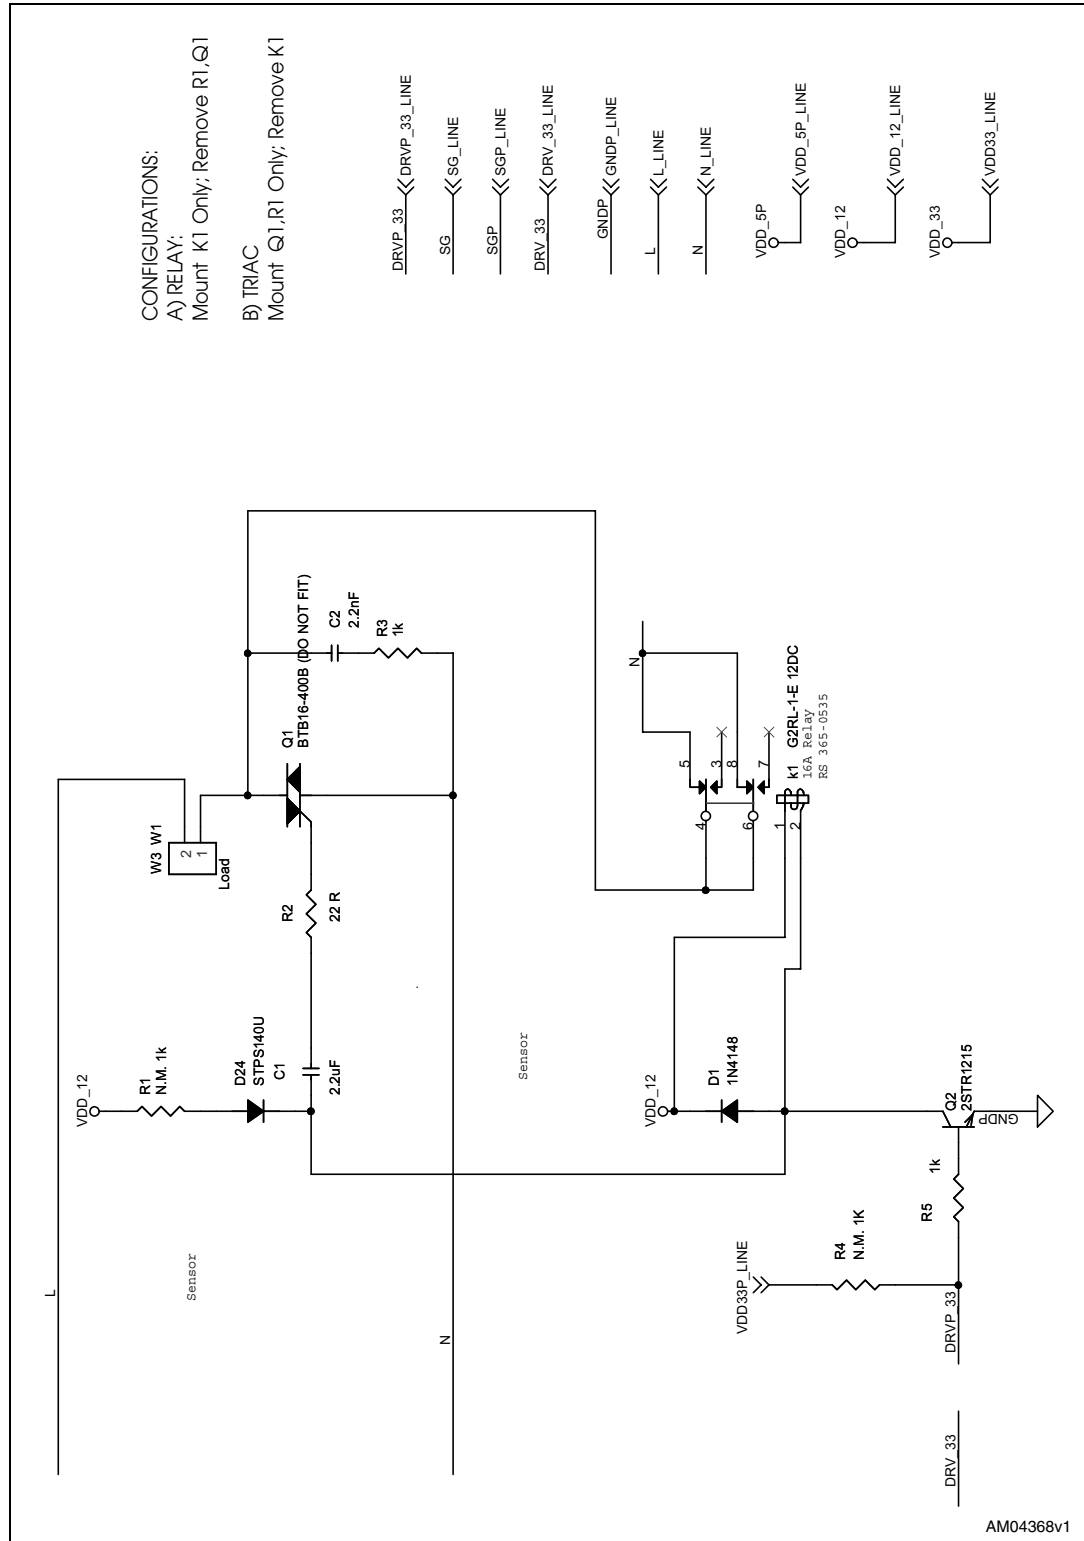 CONFIGURATIONS:
A) RELAY:
Mount K1 Only; Remove R1,Q1
B) TRIAC
Mount Q1,R1 Only; Remove K1
DRVP_33
DRVP_33_LINE
SG
SG_LINE
SGP
SGP_LINE
DRV_33
DRV_33_LINE
GNDP
GNDP_LINE
L
L_LINE
N
N_LINE
VDD_5P
VDD_5P_LINE
VDD_12
VDD_12_LINE
VDD_33
VDD33_LINE
L
Sensor
VDD_12
R1
N.M. 1k
D24
STPS140U
C1
2.2uF
R2
22 R
W3 W1
2
1
Load
Q1
BTB16-400B (DO NOT FIT)
C2
2.2nF
R3
1k
N
Sensor
N
5
3
8
7
4
6
1
2
k1 G2RL-1-E 12DC
16A Relay
RS 365-0535
VDD_12
D1
1N4148
Q2
2STR1215
GNDP
1k
R5
R4
N.M. 1K
VDD33P_LINE
DRVP_33
DRV_33
AM04368v1